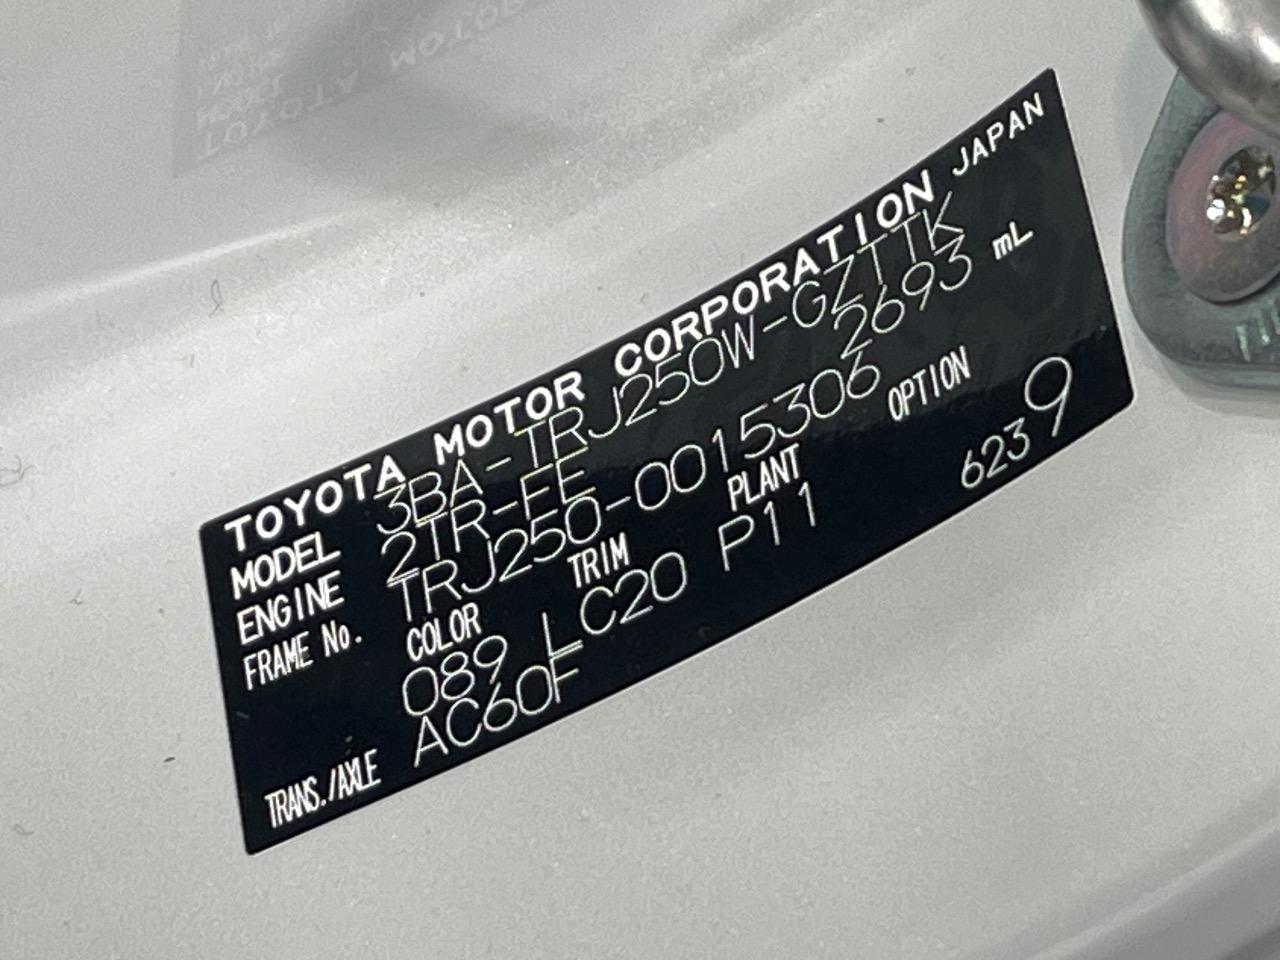 TOYOTA MOTOR CORPORATION JAPAN
MODEL 3BA-TRJ250W-GZTTK
ENGINE 2TR-FE 2693 mL
FRAME No. TRJ250-0015306
COLOR TRIM PLANT OPTION
089 LC20 P11 6239
TRANS./AXLE AC60F